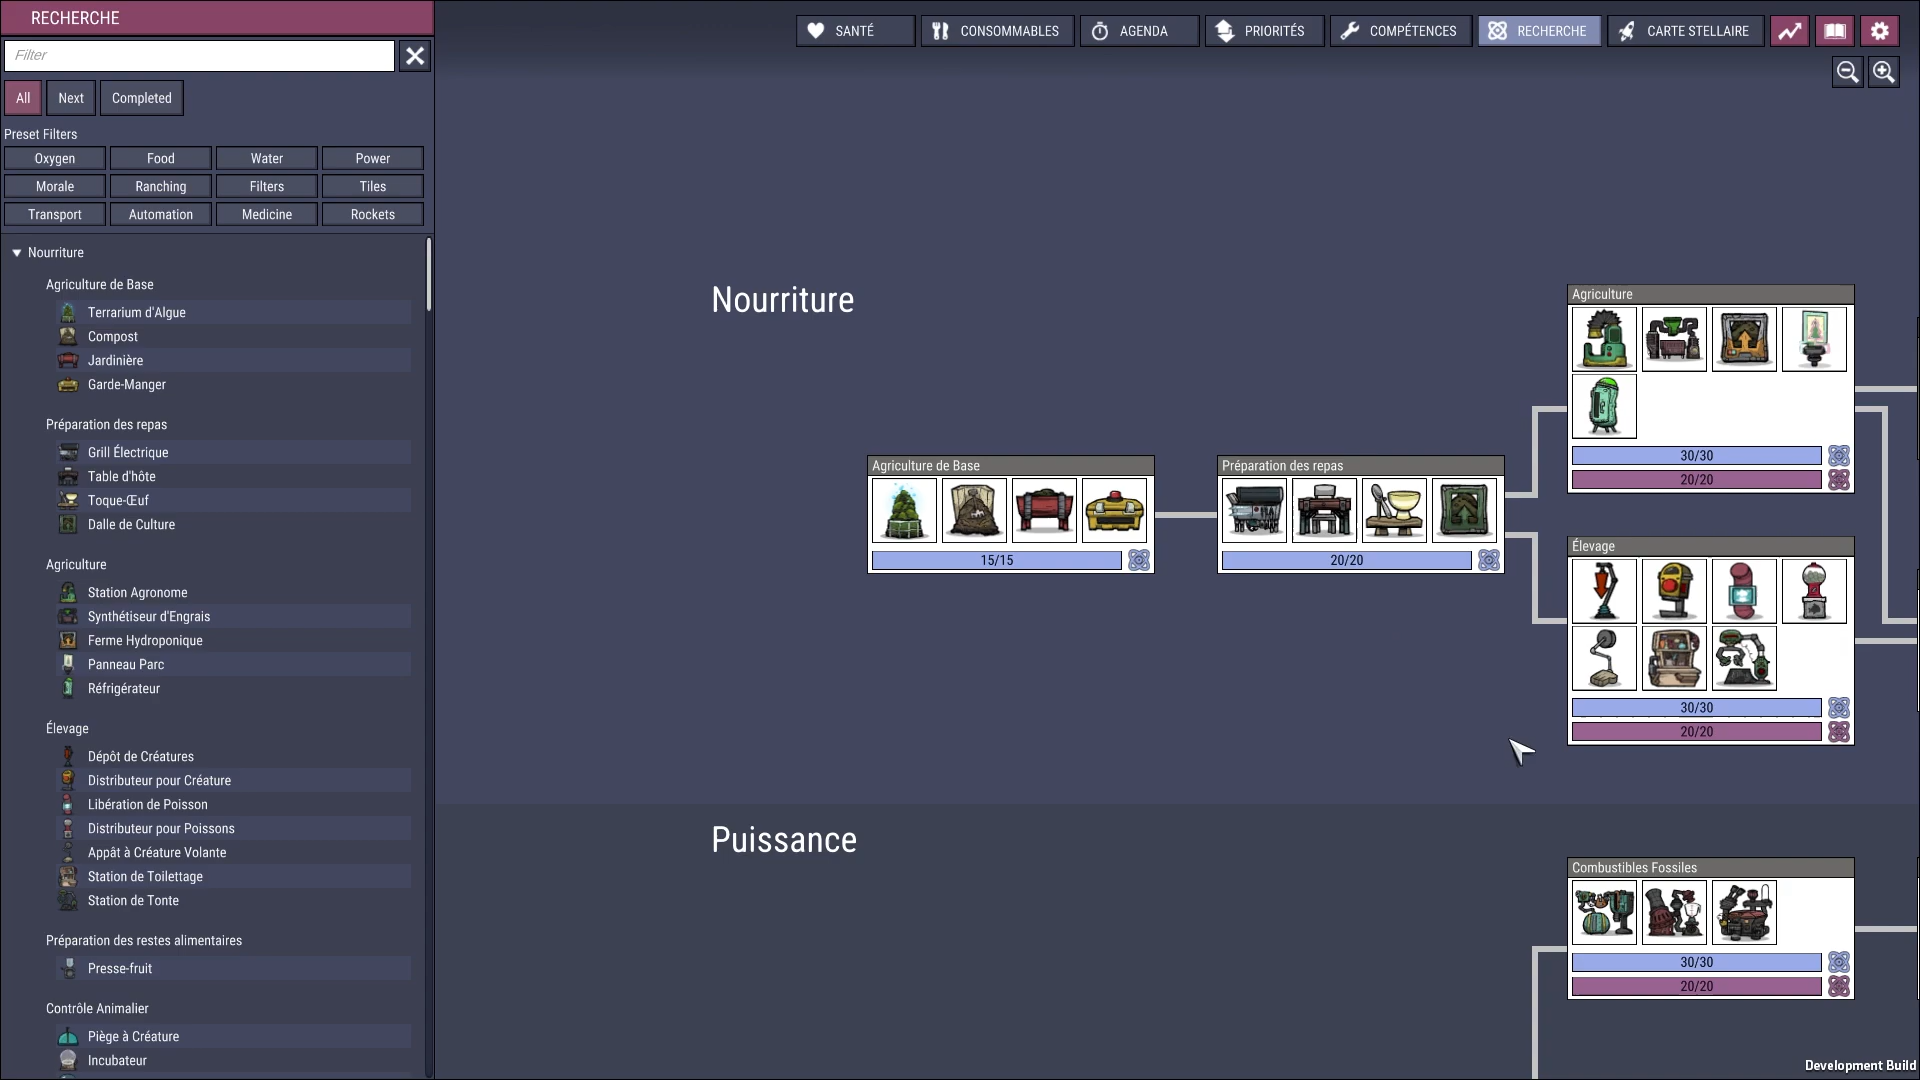 RECHERCHE
Filter
All Next Completed
Preset Filters
Oxygen Food Water Power
Morale Ranching Filters Tiles
Transport Automation Medicine Rockets
Nourriture
Agriculture de Base
Terrarium d'Algue
Compost
Jardinière
Garde-Manger
Préparation des repas
Grill Électrique
Table d'hôte
Toque-Œuf
Dalle de Culture
Agriculture
Station Agronome
Synthétiseur d'Engrais
Ferme Hydroponique
Panneau Parc
Réfrigérateur
Élevage
Dépôt de Créatures
Distributeur pour Créature
Libération de Poisson
Distributeur pour Poissons
Appât à Créature Volante
Station de Toilettage
Station de Tonte
Préparation des restes alimentaires
Presse-fruit
Contrôle Animalier
Piège à Créature
Incubateur
SANTÉ CONSOMMABLES AGENDA PRIORITÉS COMPÉTENCES RECHERCHE CARTE STELLAIRE
Nourriture
Agriculture de Base
15/15
Préparation des repas
20/20
Agriculture
30/30
20/20
Élevage
30/30
20/20
Puissance
Combustibles Fossiles
30/30
20/20
Development Build